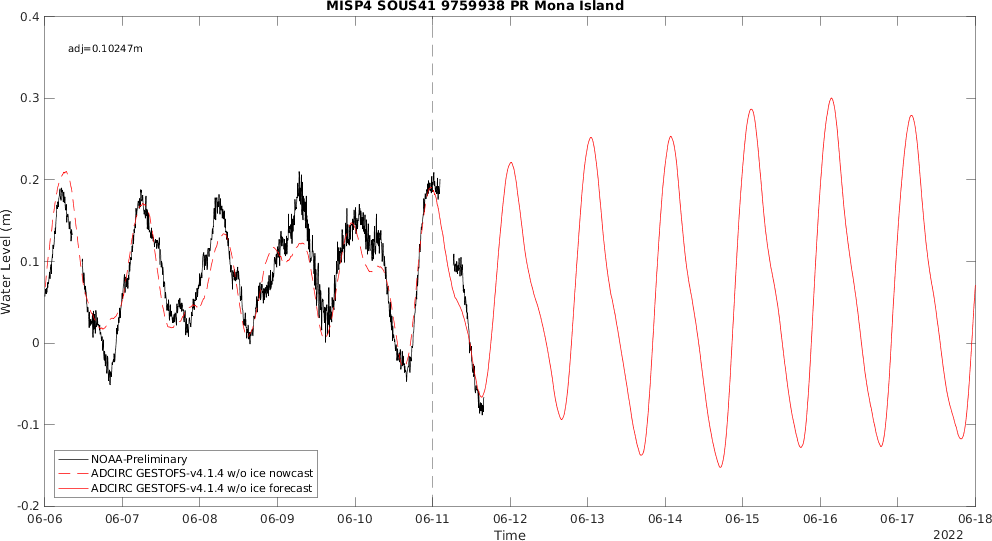 MISP4 SOUS41 9759938 PR Mona Island
adj=0.10247m
Water Level (m)
0.4
0.3
0.2
0.1
0
-0.1
-0.2
NOAA-Preliminary
ADCIRC GESTOFS-v4.1.4 w/o ice nowcast
ADCIRC GESTOFS-v4.1.4 w/o ice forecast
06-06 06-07 06-08 06-09 06-10 06-11 06-12 06-13 06-14 06-15 06-16 06-17 06-18
Time
2022